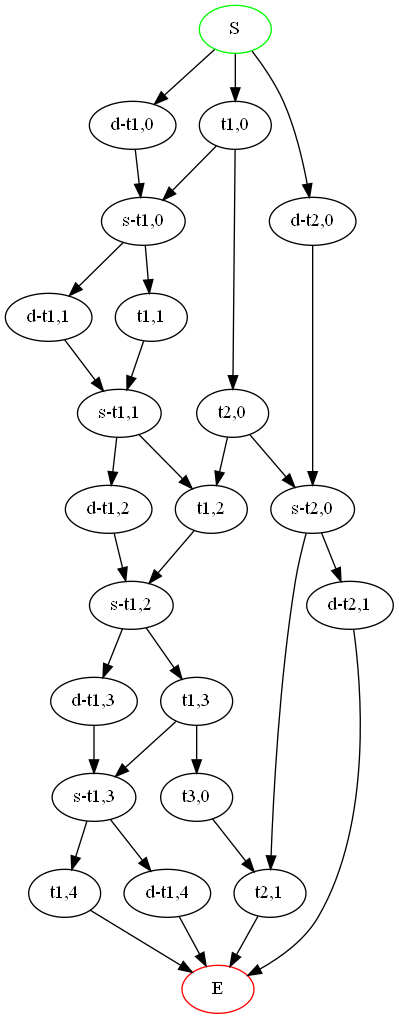 S
d-t1,0
t1,0
s-t1,0
d-t2,0
d-t1,1
t1,1
s-t1,1
t2,0
d-t1,2
t1,2
s-t2,0
s-t1,2
d-t2,1
d-t1,3
t1,3
s-t1,3
t3,0
t1,4
d-t1,4
t2,1
E